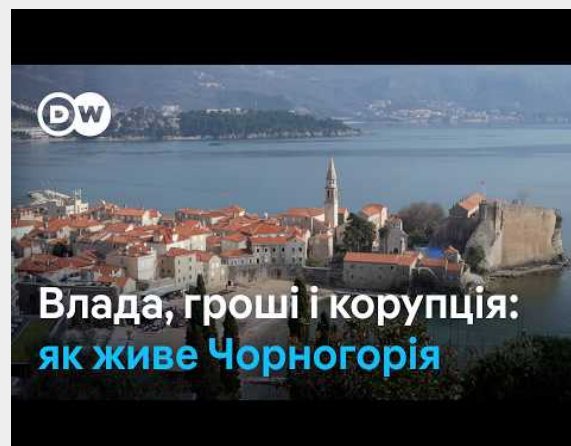 DW
Влада, гроші і корупція:
як живе Чорногорія